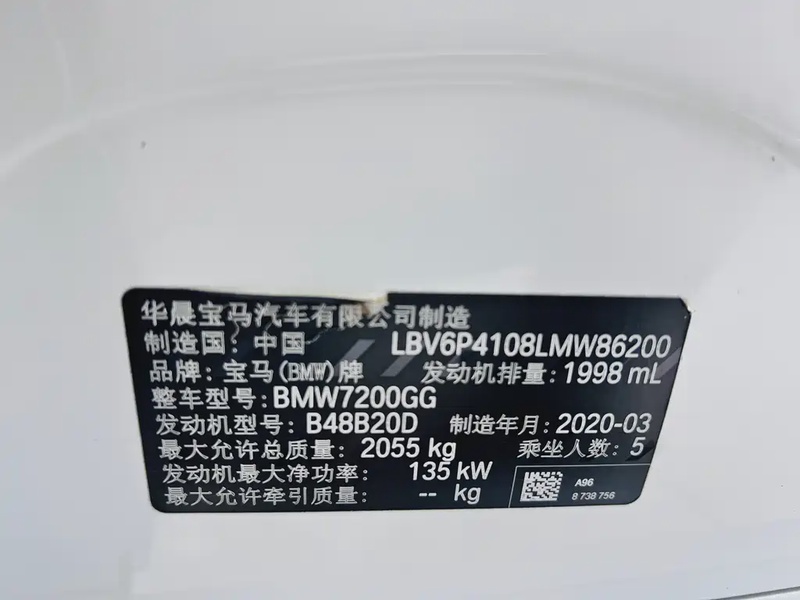 华晨宝马汽车有限公司制造
制造国: 中国 LBV6P4108LMW86200
品牌: 宝马(BMW)牌 发动机排量: 1998 mL
整车型号: BMW7200GG
发动机型号: B48B20D 制造年月: 2020-03
最大允许总质量: 2055 kg 乘坐人数: 5
发动机最大净功率: 135 kW
最大允许牵引质量: -- kg
A96
8 738 756